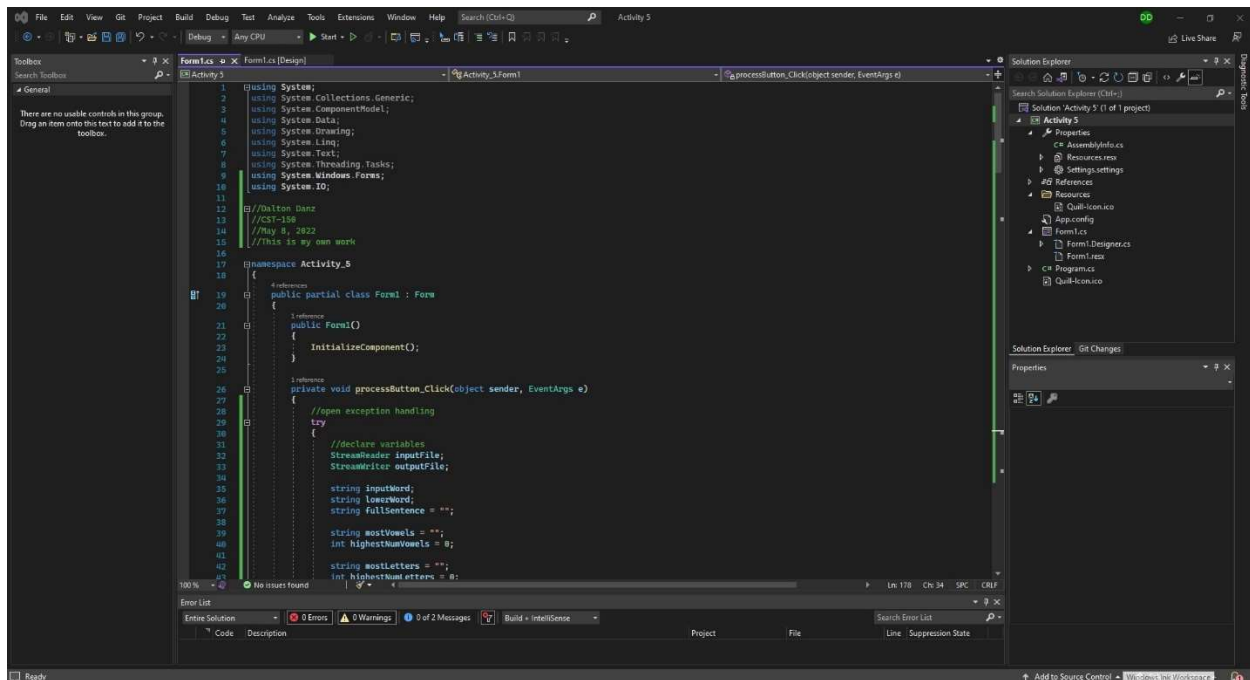 File Edit View Git Project Build Debug Test Analyze Tools Extensions Window Help Search (Ctrl+Q) Activity 5 DD
Debug Any CPU Start Live Share
Toolbox
Search Toolbox
General
There are no usable controls in this group.
Drag an item onto this text to add it to the
toolbox.
Form1.cs Form1.cs [Design]
Activity 5 Activity_5.Form1 processButton_Click(object sender, EventArgs e)
1 using System;
2 using System.Collections.Generic;
3 using System.ComponentModel;
4 using System.Data;
5 using System.Drawing;
6 using System.Linq;
7 using System.Text;
8 using System.Threading.Tasks;
9 using System.Windows.Forms;
10 using System.IO;
11
12 //Dalton Danz
13 //CST-150
14 //May 8, 2022
15 //This is my own work
16
17 namespace Activity_5
18 {
4 references
19 public partial class Form1 : Form
20 {
1 reference
21 public Form1()
22 {
23 InitializeComponent();
24 }
25
1 reference
26 private void processButton_Click(object sender, EventArgs e)
27 {
28 //open exception handling
29 try
30 {
31 //declare variables
32 StreamReader inputFile;
33 StreamWriter outputFile;
34
35 string inputWord;
36 string lowerWord;
37 string fullSentence = "";
38
39 string mostVowels = "";
40 int highestNumVowels = 0;
41
42 string mostLetters = "";
43 int highestNumLetters = 0;
100 % No issues found Ln: 178 Ch: 34 SPC CRLF
Error List
Entire Solution 0 Errors 0 Warnings 0 of 2 Messages Build + IntelliSense Search Error List
Code Description Project File Line Suppression State
Solution Explorer
Search Solution Explorer (Ctrl+;)
Solution 'Activity 5' (1 of 1 project)
Activity 5
Properties
C# AssemblyInfo.cs
Resources.resx
Settings.settings
References
Resources
Quill-Icon.ico
App.config
Form1.cs
Form1.Designer.cs
Form1.resx
C# Program.cs
Quill-Icon.ico
Solution Explorer Git Changes
Properties
Diagnostic Tools
Ready Add to Source Control Windows Ink Workspace